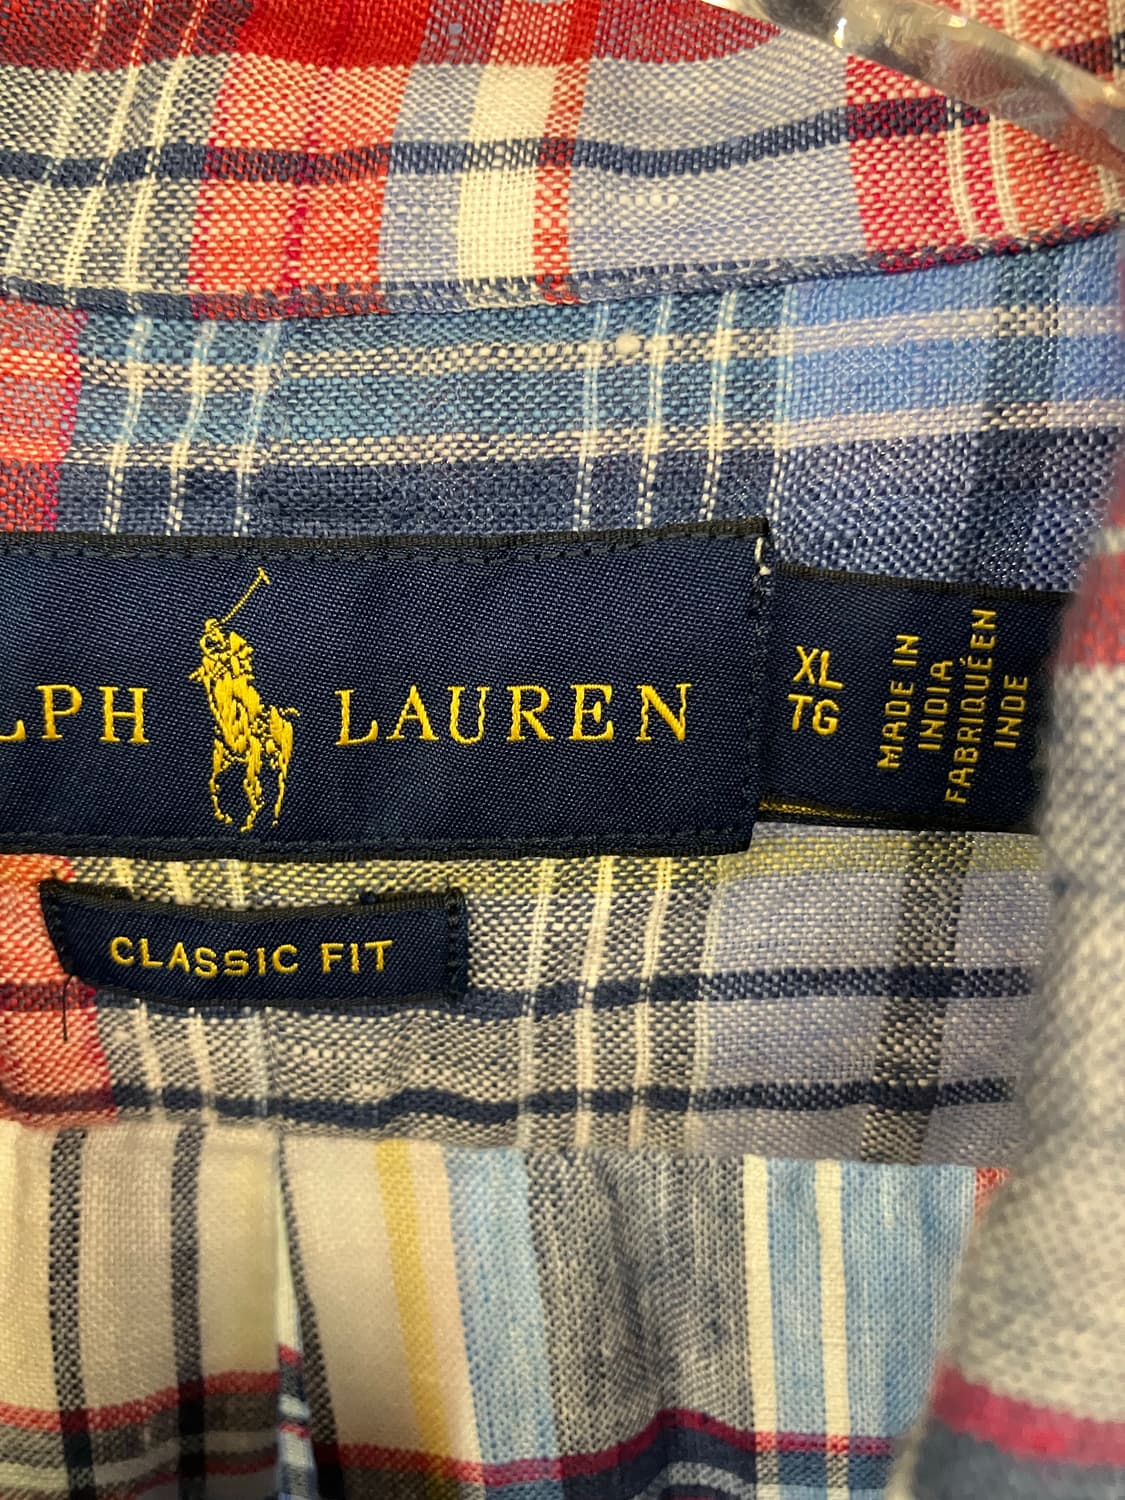 LPH LAUREN
XL
TG
MADE IN
INDIA
FABRIQUÉ EN
INDE
CLASSIC FIT